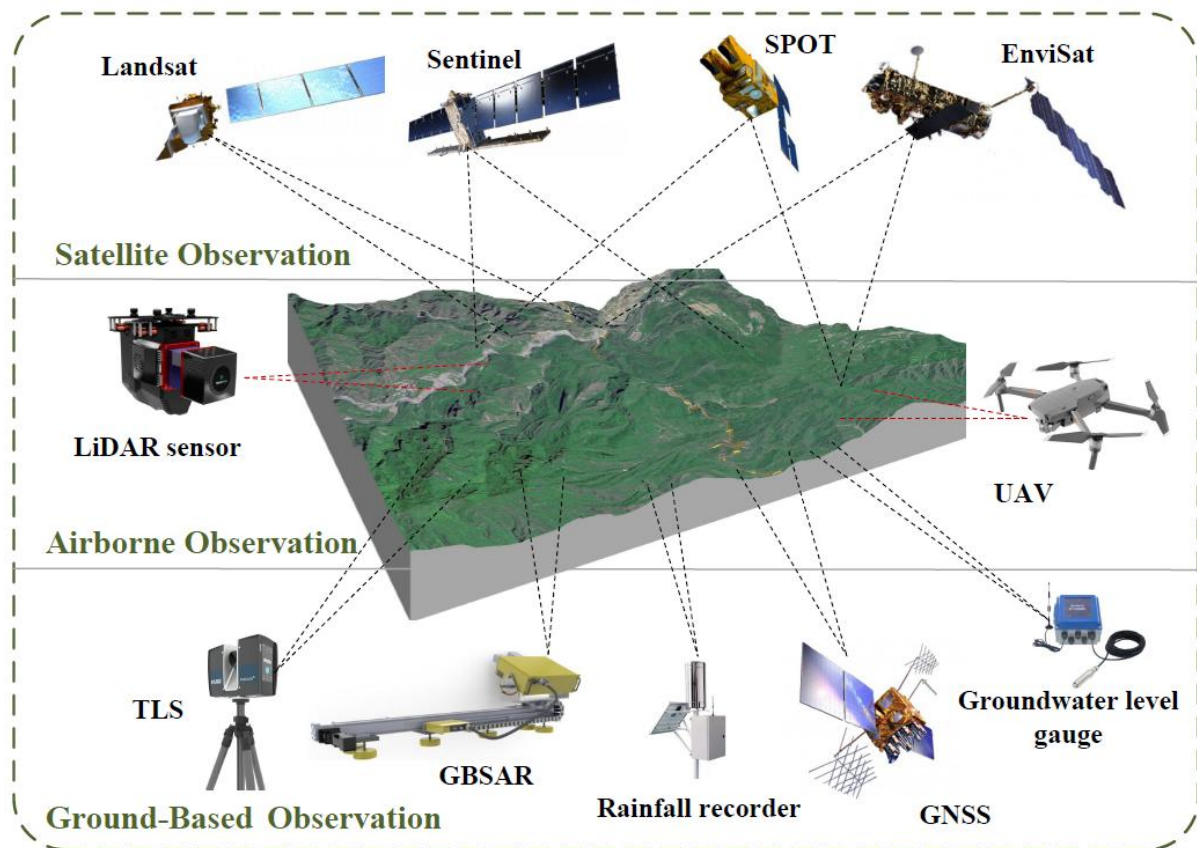 Landsat
Sentinel
SPOT
EnviSat
Satellite Observation
LiDAR sensor
UAV
Airborne Observation
TLS
GBSAR
Rainfall recorder
GNSS
Groundwater level
gauge
Ground-Based Observation